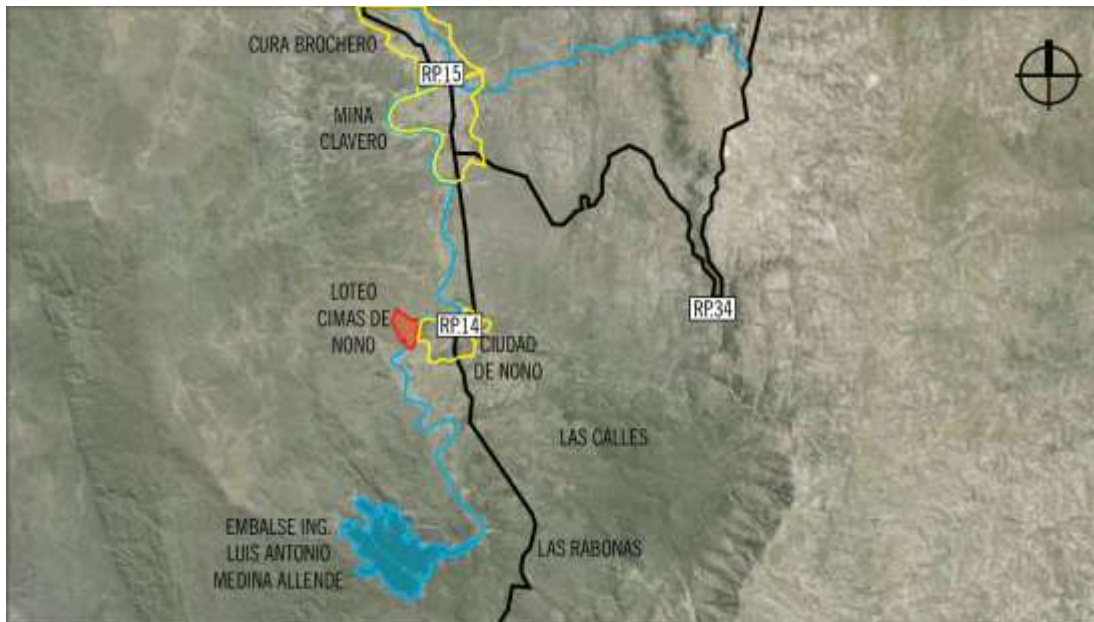 CURA BROCHERO
RP.15
MINA
CLAVERO
LOTEO
CIMAS DE
NONO
RP.14
CIUDAD
DE NONO
RP.34
LAS CALLES
EMBALSE ING.
LUIS ANTONIO
MEDINA ALLENDE
LAS RABONAS